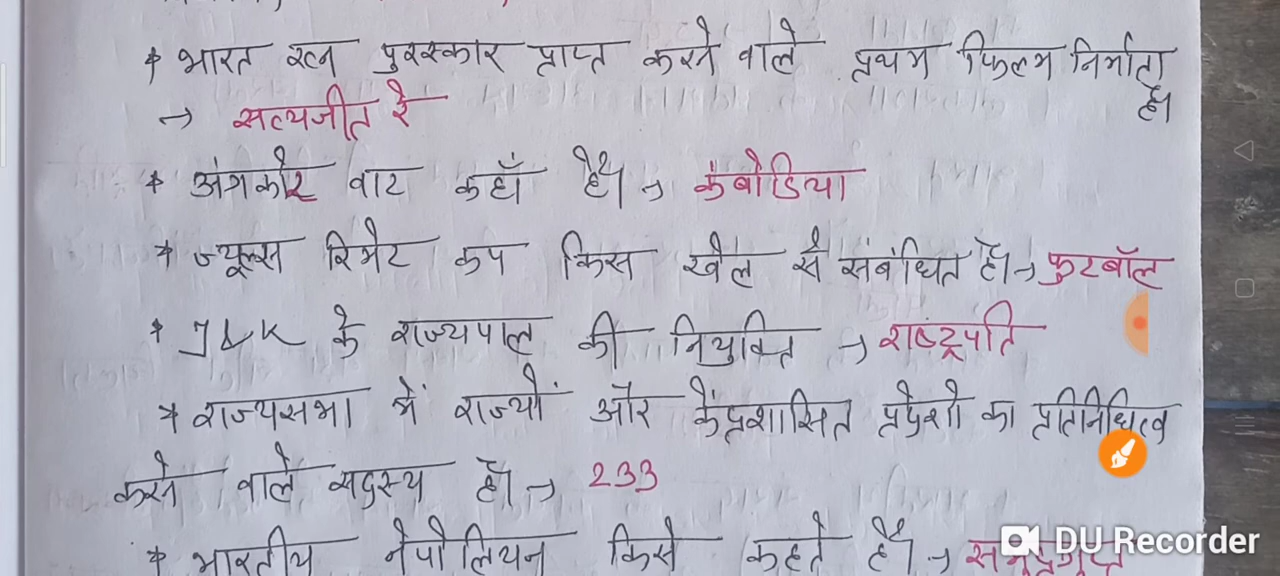 * भारत रत्न पुरस्कार प्राप्त करने वाले प्रथम फिल्म निर्माता है।
→ सत्यजीत रे
* अंगकोर वाट कहाँ है। → कंबोडिया
* ज्यूल्स रिमेट कप किस खेल से संबंधित है। → फुटबॉल
* J&K के राज्यपाल की नियुक्ति → राष्ट्रपति
* राज्यसभा में राज्यों और केंद्रशासित प्रदेशो का प्रतिनिधित्व
करने वाले सदस्य है। → 233
* भारतीय नेपोलियन किसे कहते है। → समुद्रगुप्त
DU Recorder